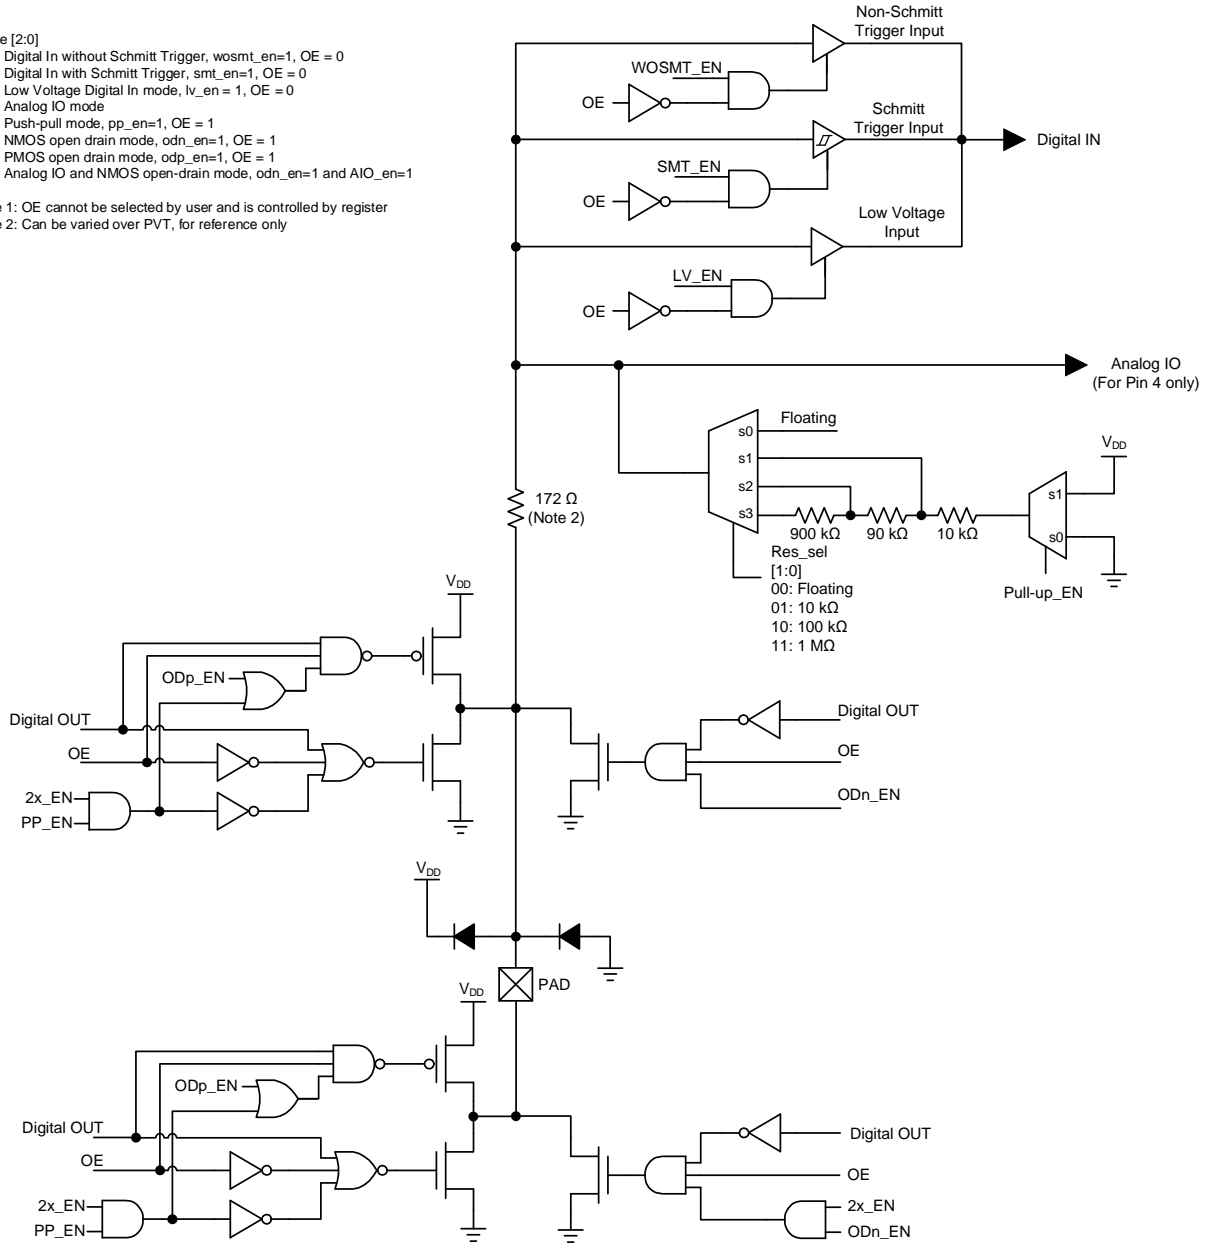 e [2:0]
Digital In without Schmitt Trigger, wosmt_en=1, OE = 0
Digital In with Schmitt Trigger, smt_en=1, OE = 0
Low Voltage Digital In mode, lv_en = 1, OE =0
Analog IO mode
Push-pull mode, pp_en=1, OE = 1
NMOS open drain mode, odn_en=1, OE = 1
PMOS open drain mode, odp_en=1, OE = 1
Analog IO and NMOS open-drain mode, odn_en=1 and AIO_en=1
e 1: OE cannot be selected by user and is controlled by register
e 2: Can be varied over PVT, for reference only
Non-Schmitt
Trigger Input
WOSMT_EN
OE
Schmitt
Trigger Input
Digital IN
SMT_EN
OE
Low Voltage
Input
LV_EN
OE
Analog IO
(For Pin 4 only)
Floating
s0
s1
s2
s3
900 kΩ
90 kΩ
10 kΩ
VDD
s1
s0
Pull-up_EN
Res_sel
[1:0]
00: Floating
01: 10 kΩ
10: 100 kΩ
11: 1 MΩ
172 Ω
(Note 2)
VDD
ODp_EN
Digital OUT
OE
2x_EN
PP_EN
Digital OUT
OE
ODn_EN
VDD
PAD
VDD
ODp_EN
Digital OUT
OE
2x_EN
PP_EN
Digital OUT
OE
2x_EN
ODn_EN